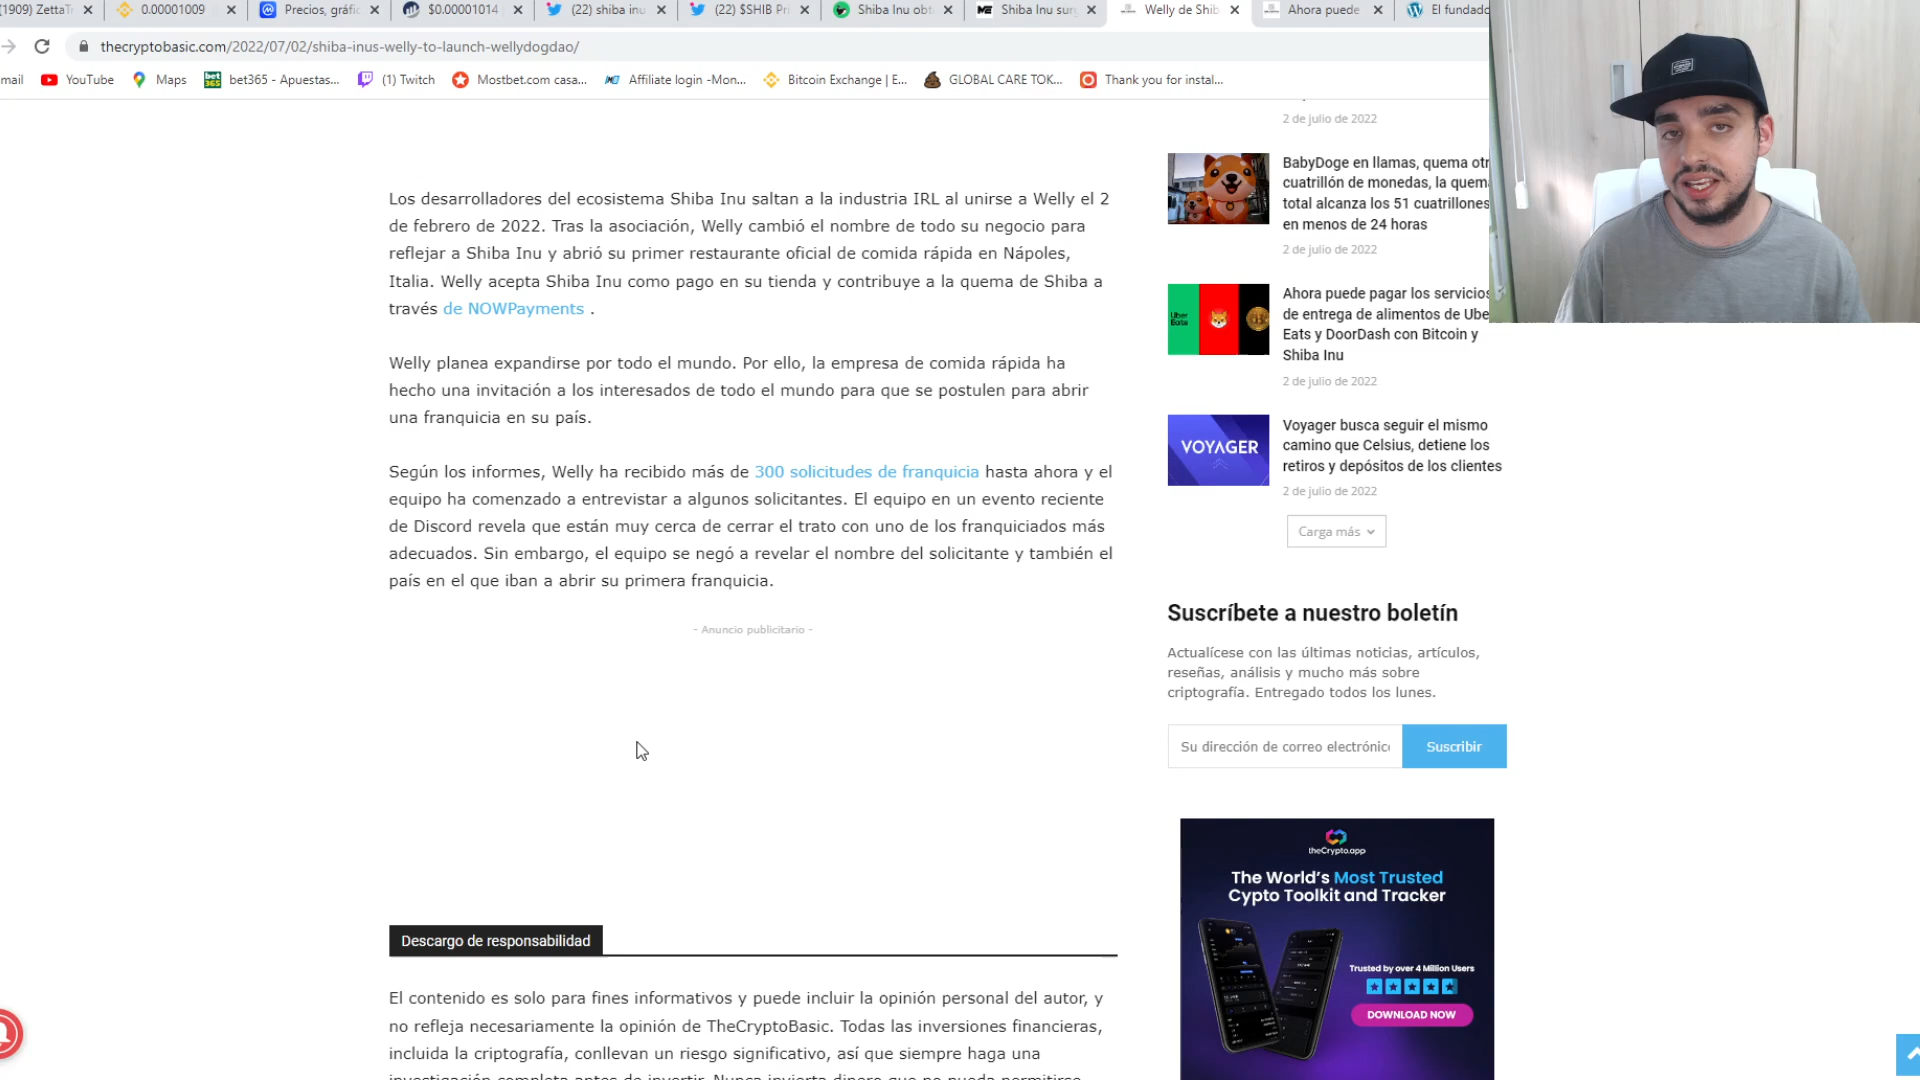 (1909) ZettaTr
0.00001009
Precios, gráfic
$0.00001014
(22) shiba inu
(22) $SHIB Pri
Shiba Inu obt
Shiba Inu surg
Welly de Shib
Ahora puede
El fundado
thecryptobasic.com/2022/07/02/shiba-inus-welly-to-launch-wellydogdao/
mail
YouTube
Maps
bet365 - Apuestas...
(1) Twitch
Mostbet.com casa...
Affiliate login -Mon...
Bitcoin Exchange | E...
GLOBAL CARE TOK...
Thank you for instal...
Los desarrolladores del ecosistema Shiba Inu saltan a la industria IRL al unirse a Welly el 2
de febrero de 2022. Tras la asociación, Welly cambió el nombre de todo su negocio para
reflejar a Shiba Inu y abrió su primer restaurante oficial de comida rápida en Nápoles,
Italia. Welly acepta Shiba Inu como pago en su tienda y contribuye a la quema de Shiba a
través de NOWPayments .
Welly planea expandirse por todo el mundo. Por ello, la empresa de comida rápida ha
hecho una invitación a los interesados de todo el mundo para que se postulen para abrir
una franquicia en su país.
Según los informes, Welly ha recibido más de 300 solicitudes de franquicia hasta ahora y el
equipo ha comenzado a entrevistar a algunos solicitantes. El equipo en un evento reciente
de Discord revela que están muy cerca de cerrar el trato con uno de los franquiciados más
adecuados. Sin embargo, el equipo se negó a revelar el nombre del solicitante y también el
país en el que iban a abrir su primera franquicia.
- Anuncio publicitario -
Descargo de responsabilidad
El contenido es solo para fines informativos y puede incluir la opinión personal del autor, y
no refleja necesariamente la opinión de TheCryptoBasic. Todas las inversiones financieras,
incluida la criptografía, conllevan un riesgo significativo, así que siempre haga una
investigación completa antes de invertir. Nunca invierta dinero que no pueda permitirse
2 de julio de 2022
BabyDoge en llamas, quema otr
cuatrillón de monedas, la quema
total alcanza los 51 cuatrillones
en menos de 24 horas
2 de julio de 2022
Uber
Eats
Ahora puede pagar los servicios
de entrega de alimentos de Ube
Eats y DoorDash con Bitcoin y
Shiba Inu
2 de julio de 2022
VOYAGER
Voyager busca seguir el mismo
camino que Celsius, detiene los
retiros y depósitos de los clientes
2 de julio de 2022
Carga más
Suscríbete a nuestro boletín
Actualícese con las últimas noticias, artículos,
reseñas, análisis y mucho más sobre
criptografía. Entregado todos los lunes.
Su dirección de correo electrónico
Suscribir
theCrypto.app
The World's Most Trusted
Cypto Toolkit and Tracker
Trusted by over 4 Million Users
DOWNLOAD NOW